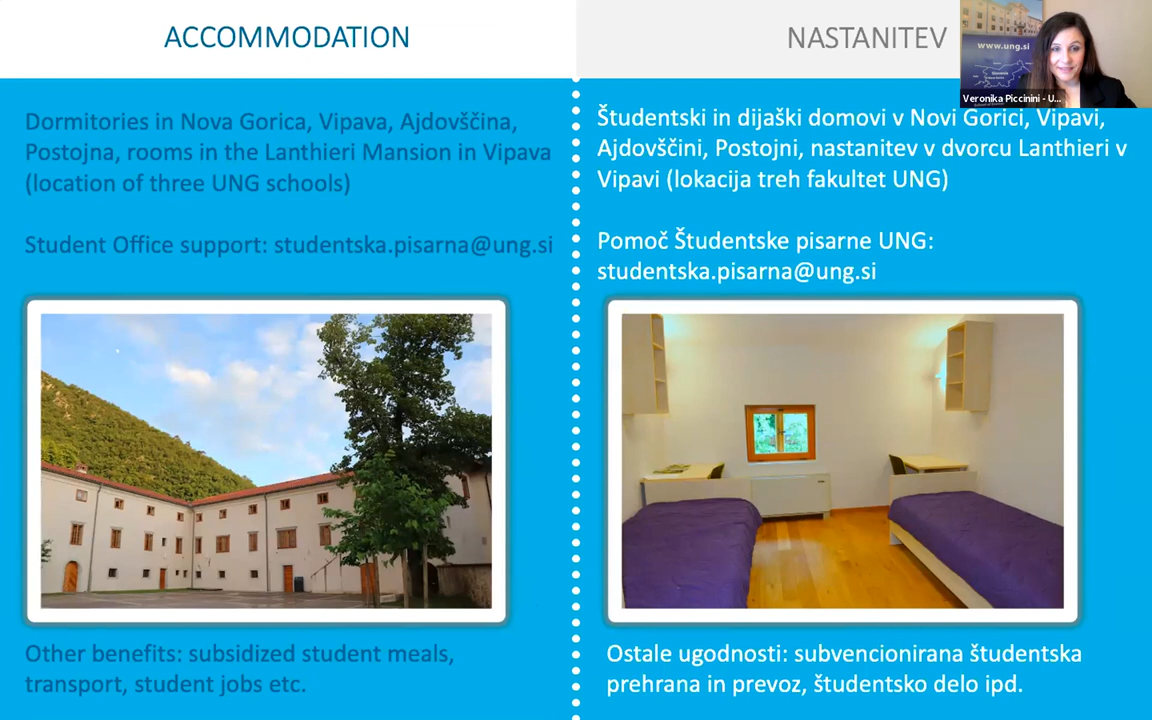 ACCOMMODATION
Dormitories in Nova Gorica, Vipava, Ajdovščina,
Postojna, rooms in the Lanthieri Mansion in Vipava
(location of three UNG schools)
Student Office support: studentska.pisarna@ung.si
Other benefits: subsidized student meals,
transport, student jobs etc.
NASTANITEV
www.ung.si
Slovenia
Veronika Piccinini - U...
Študentski in dijaški domovi v Novi Gorici, Vipavi,
Ajdovščini, Postojni, nastanitev v dvorcu Lanthieri v
Vipavi (lokacija treh fakultet UNG)
Pomoč Študentske pisarne UNG:
studentska.pisarna@ung.si
Ostale ugodnosti: subvencionirana študentska
prehrana in prevoz, študentsko delo ipd.